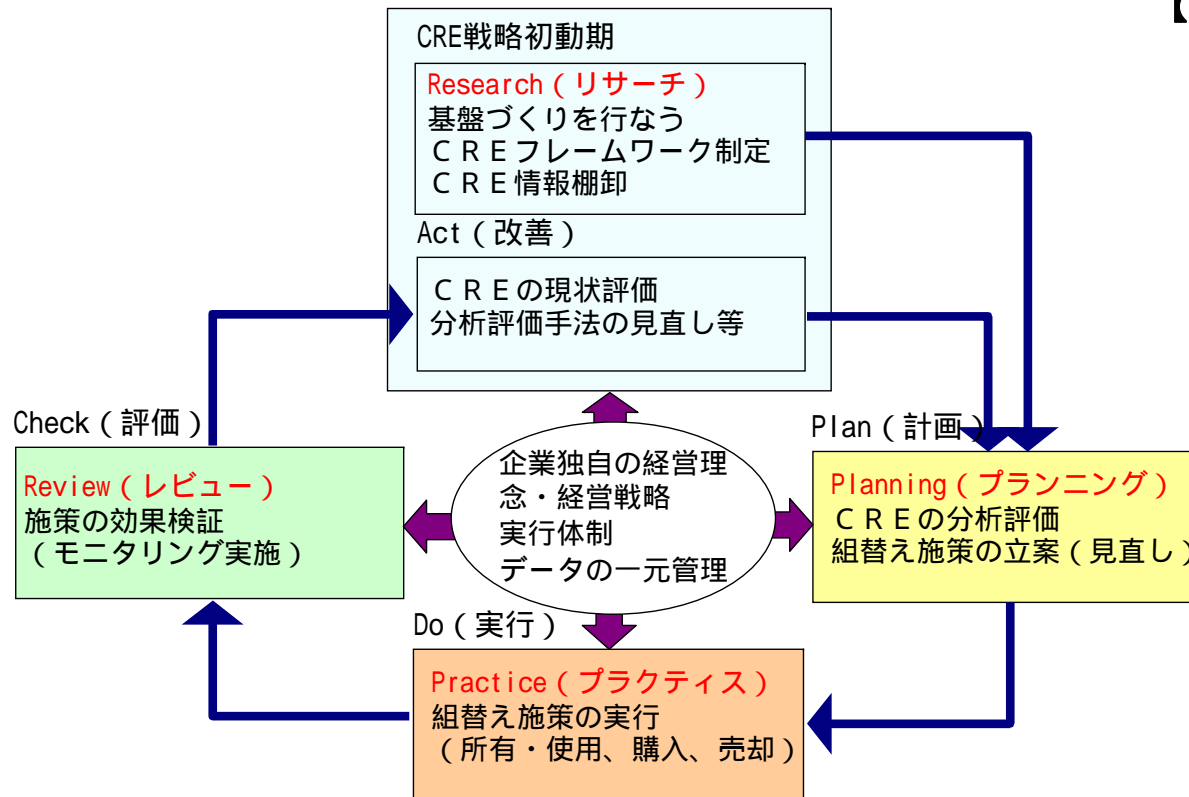 【
CRE戦略初動期
Research(リサーチ)
基盤づくりを行なう
CREフレームワーク制定
CRE情報棚卸
Act(改善)
CREの現状評価
分析評価手法の見直し等
Check(評価)
Review(レビュー)
施策の効果検証
(モニタリング実施)
企業独自の経営理
念・経営戦略
実行体制
データの一元管理
Plan(計画)
Planning(プランニング)
CREの分析評価
組替え施策の立案(見直し)
Do(実行)
Practice(プラクティス)
組替え施策の実行
(所有・使用、購入、売却)